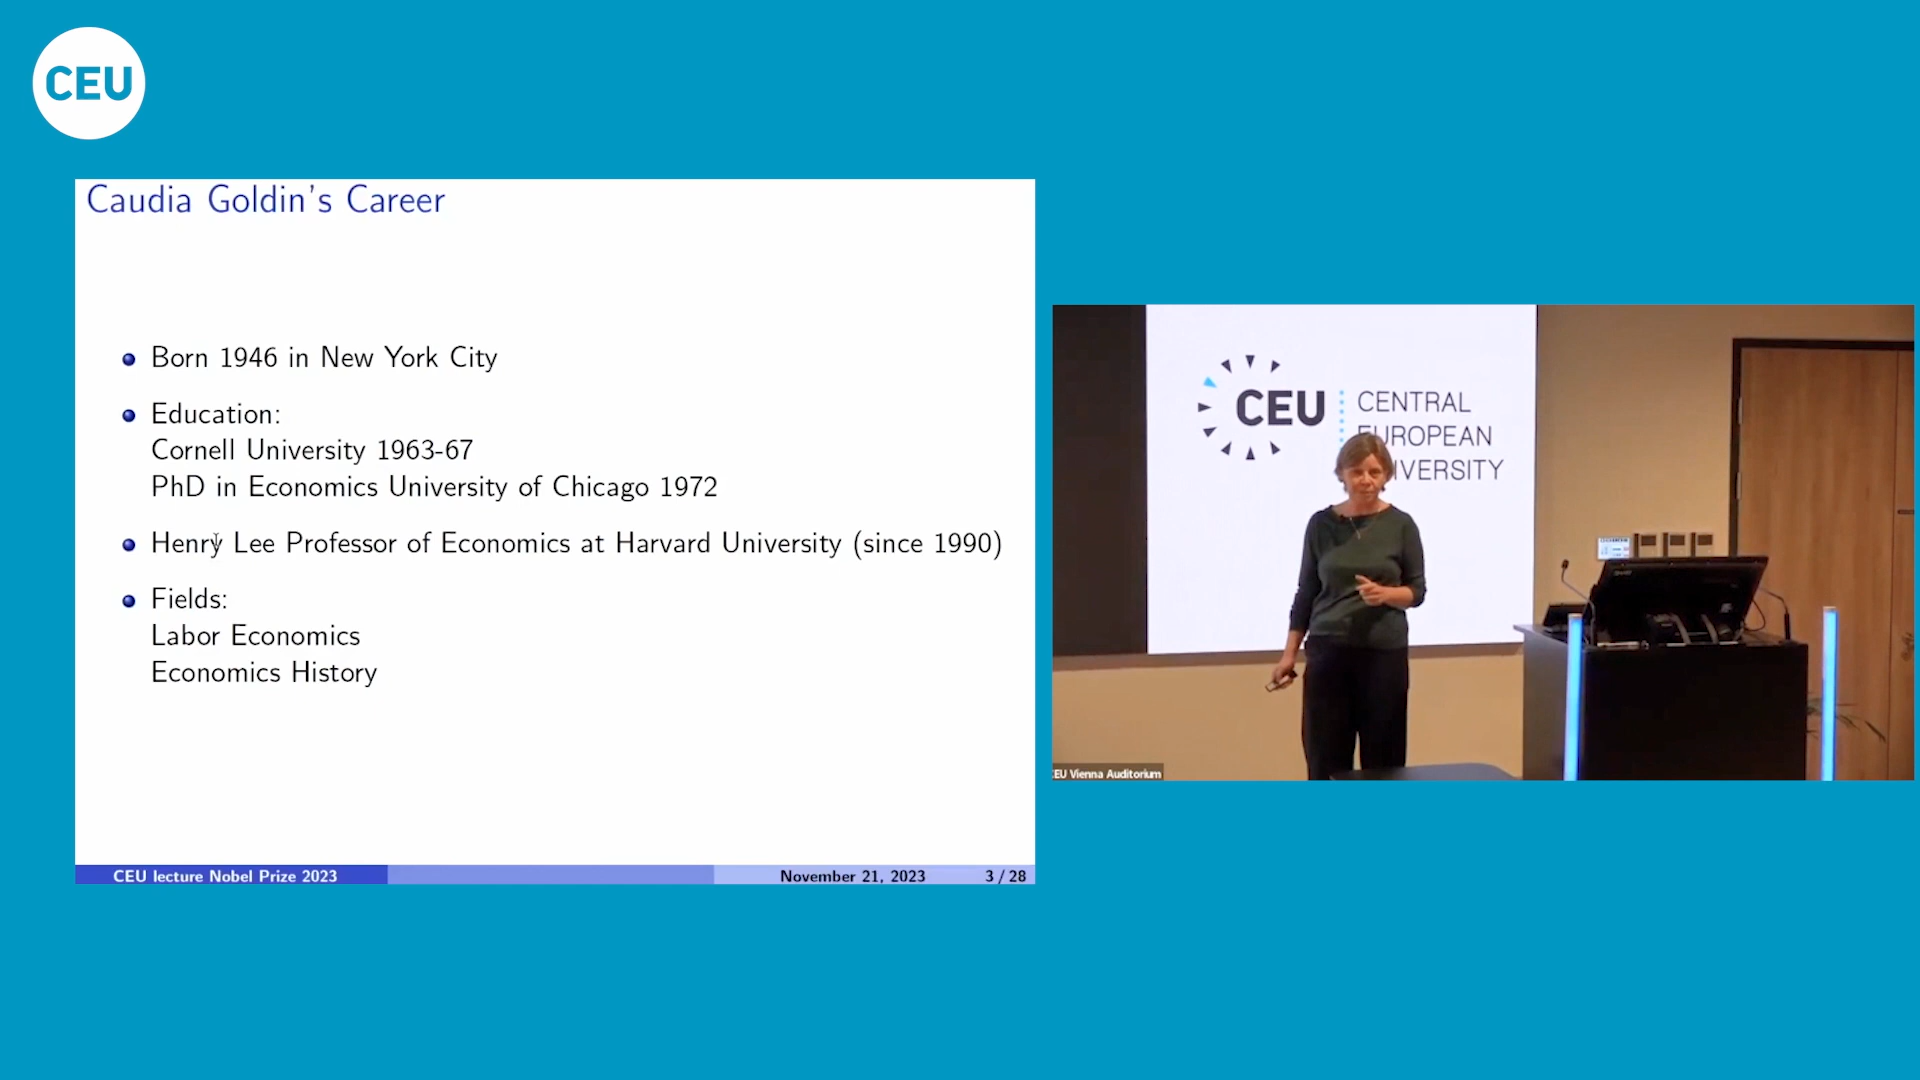 CEU
Caudia Goldin's Career
Born 1946 in New York City
Education:
Cornell University 1963-67
PhD in Economics University of Chicago 1972
Henry Lee Professor of Economics at Harvard University (since 1990)
Fields:
Labor Economics
Economics History
CEU lecture Nobel Prize 2023
November 21, 2023
3 / 28
CEU
CENTRAL
EUROPEAN
IVERSITY
EU Vienna Auditorium